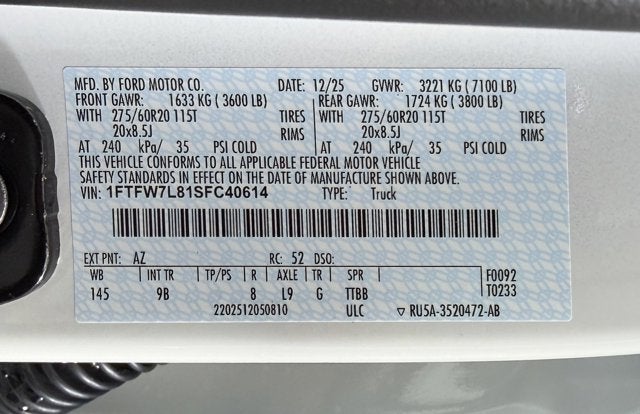 MFD. BY FORD MOTOR CO. DATE: 12/25 GVWR: 3221 KG ( 7100 LB)
FRONT GAWR: 1633 KG ( 3600 LB) REAR GAWR: 1724 KG ( 3800 LB)
WITH 275/60R20 115T TIRES WITH 275/60R20 115T TIRES
20x8.5J RIMS 20x8.5J RIMS
AT 240 kPa/ 35 PSI COLD AT 240 kPa/ 35 PSI COLD
THIS VEHICLE CONFORMS TO ALL APPLICABLE FEDERAL MOTOR VEHICLE
SAFETY STANDARDS IN EFFECT ON THE DATE OF MANUFACTURE SHOWN ABOVE.
VIN: 1FTFW7L81SFC40614 TYPE: Truck
EXT PNT: AZ RC: 52 DSO:
WB INT TR TP/PS R AXLE TR SPR F0092
145 9B 8 L9 G TTBB T0233
2202512050810 ULC ▽ RU5A-3520472-AB